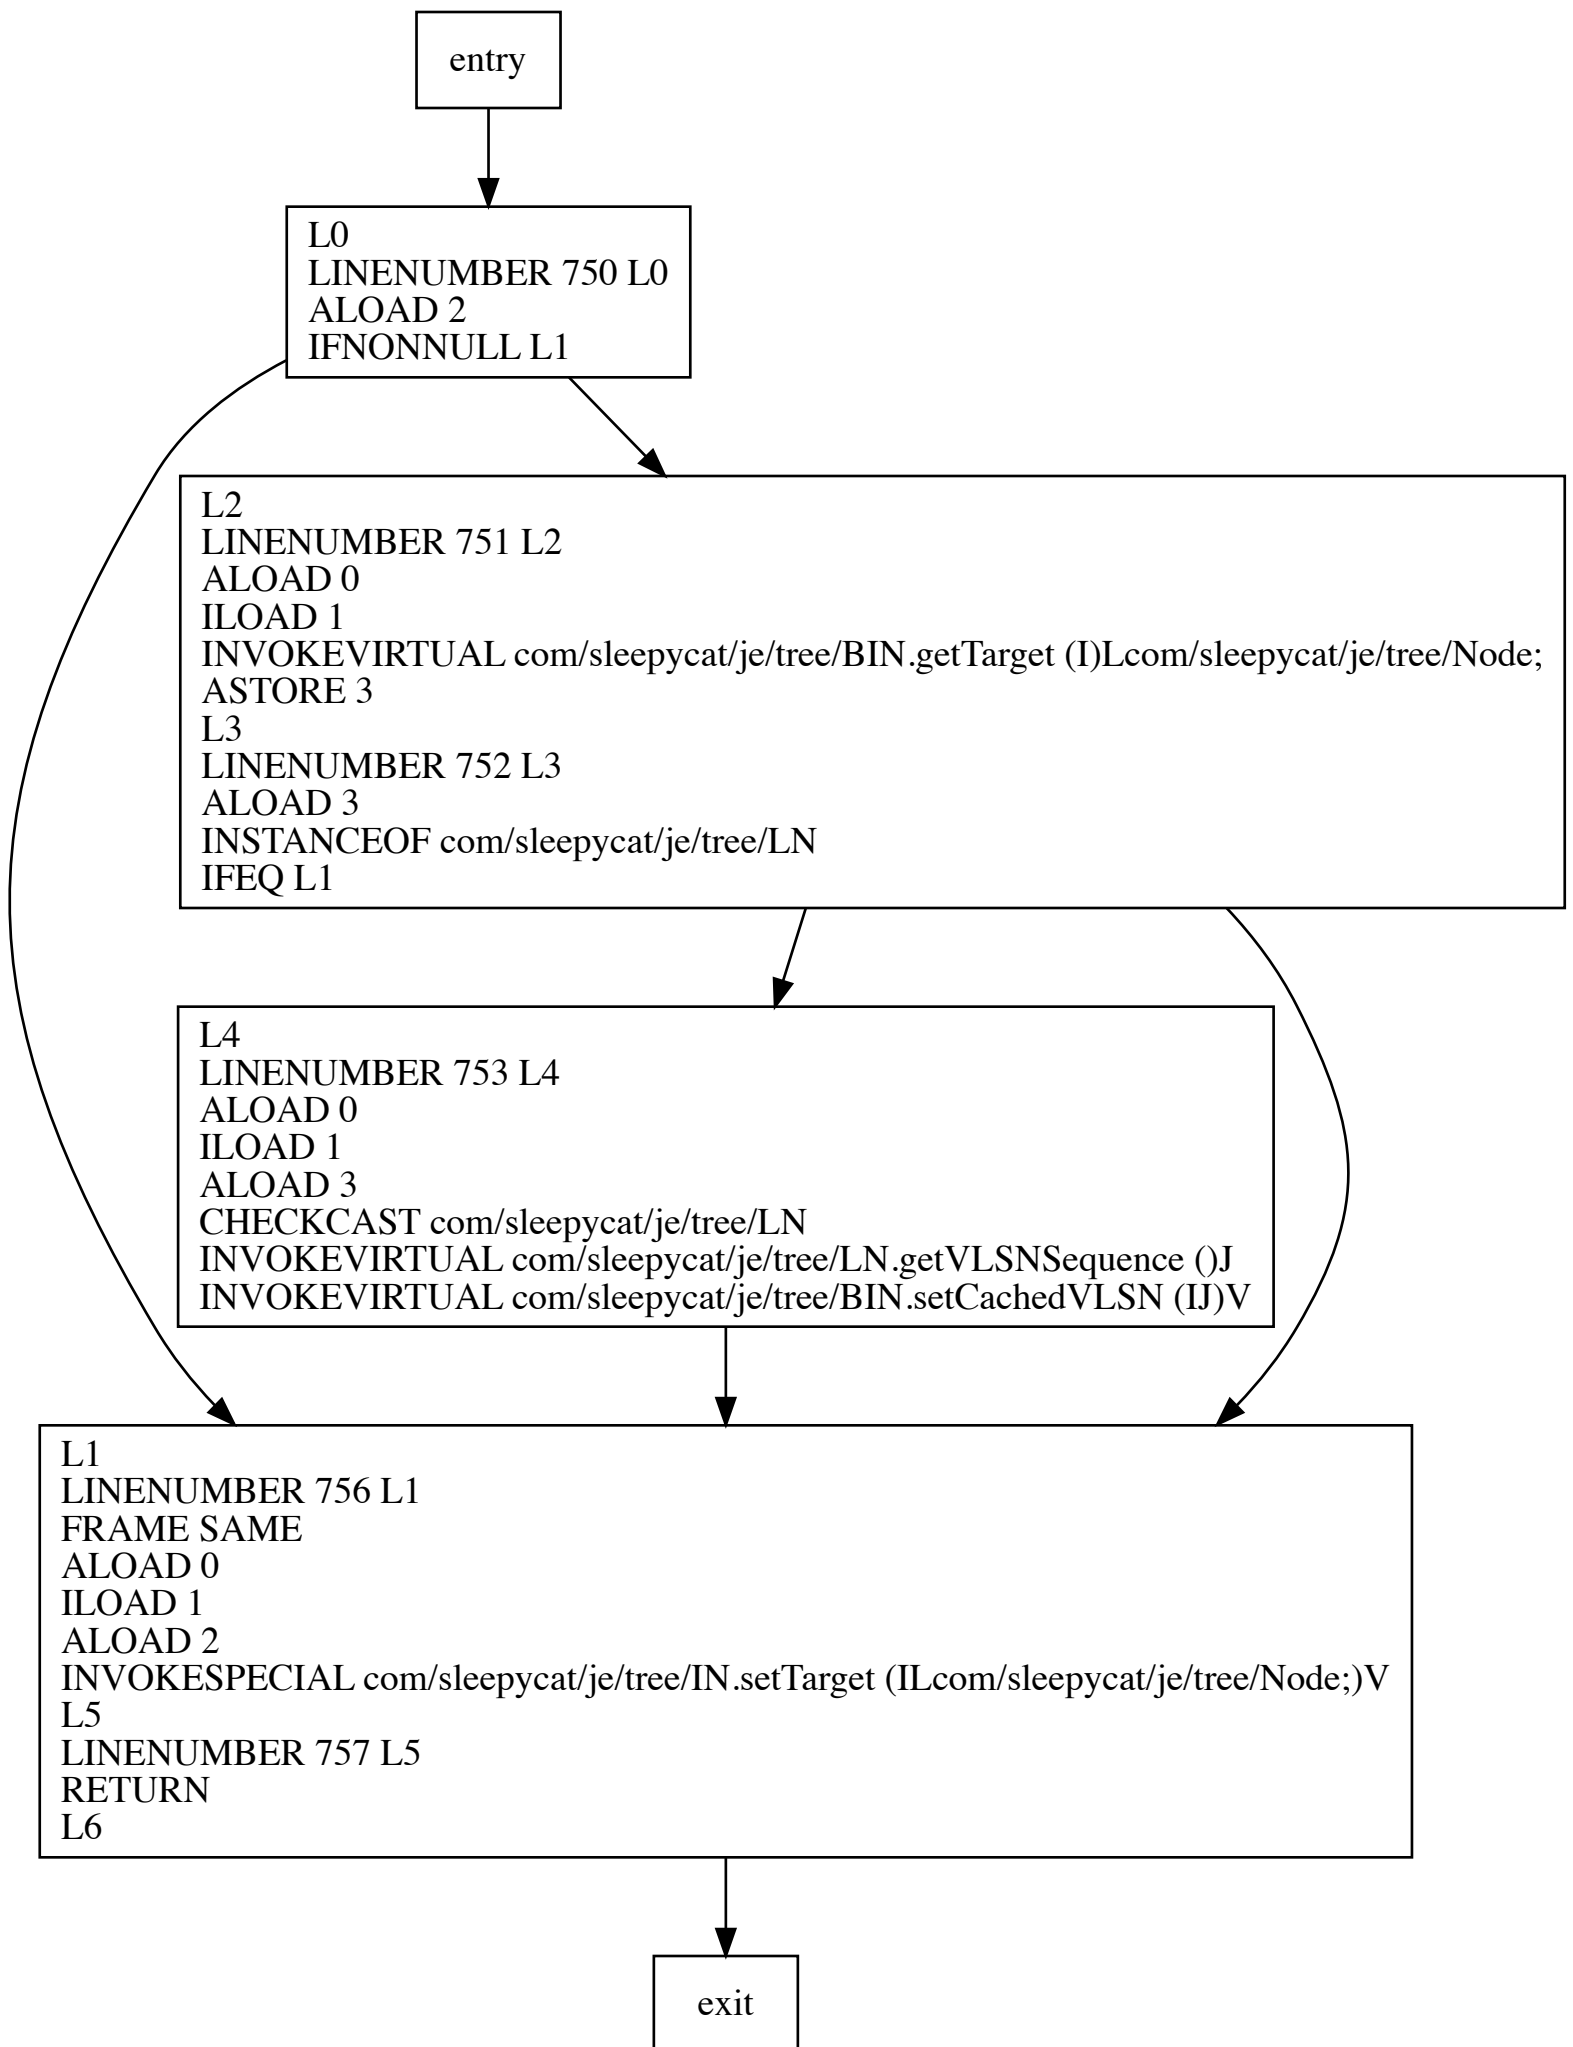 entry
L0
LINENUMBER 750 L0
ALOAD 2
IFNONNULL L1
L2
LINENUMBER 751 L2
ALOAD 0
ILOAD 1
INVOKEVIRTUAL com/sleepycat/je/tree/BIN.getTarget (I)Lcom/sleepycat/je/tree/Node;
ASTORE 3
L3
LINENUMBER 752 L3
ALOAD 3
INSTANCEOF com/sleepycat/je/tree/LN
IFEQ L1
L4
LINENUMBER 753 L4
ALOAD 0
ILOAD 1
ALOAD 3
CHECKCAST com/sleepycat/je/tree/LN
INVOKEVIRTUAL com/sleepycat/je/tree/LN.getVLSNSequence ()J
INVOKEVIRTUAL com/sleepycat/je/tree/BIN.setCachedVLSN (IJ)V
L1
LINENUMBER 756 L1
FRAME SAME
ALOAD 0
ILOAD 1
ALOAD 2
INVOKESPECIAL com/sleepycat/je/tree/IN.setTarget (ILcom/sleepycat/je/tree/Node;)V
L5
LINENUMBER 757 L5
RETURN
L6
exit